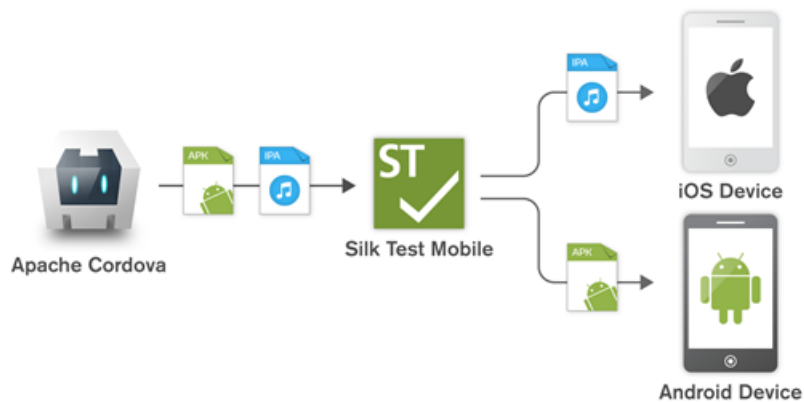 APK
IPA
ST
Apache Cordova
Silk Test Mobile
IPA
iOS Device
APK
Android Device